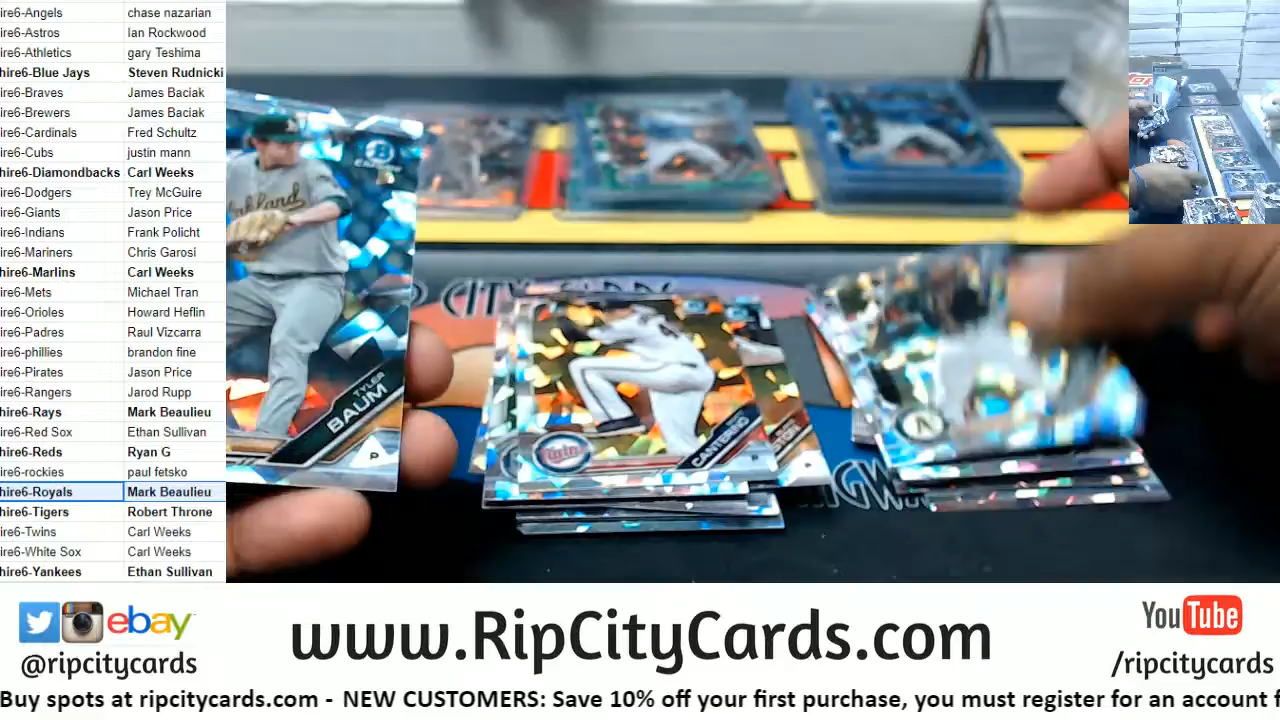 ire6-Angels chase nazarian
ire6-Astros Ian Rockwood
ire6-Athletics gary Teshima
hire6-Blue Jays Steven Rudnicki
ire6-Braves James Baciak
ire6-Brewers James Baciak
ire6-Cardinals Fred Schultz
ire6-Cubs justin mann
hire6-Diamondbacks Carl Weeks
ire6-Dodgers Trey McGuire
ire6-Giants Jason Price
ire6-Indians Frank Policht
ire6-Mariners Chris Garosi
hire6-Marlins Carl Weeks
ire6-Mets Michael Tran
ire6-Orioles Howard Heflin
ire6-Padres Raul Vizcarra
ire6-phillies brandon fine
ire6-Pirates Jason Price
ire6-Rangers Jarod Rupp
hire6-Rays Mark Beaulieu
ire6-Red Sox Ethan Sullivan
hire6-Reds Ryan G
ire6-rockies paul fetsko
hire6-Royals Mark Beaulieu
hire6-Tigers Robert Throne
ire6-Twins Carl Weeks
ire6-White Sox Carl Weeks
hire6-Yankees Ethan Sullivan
Oakland
TYLER
BAUM
P
CITY
Twins
CANTERINO
P
ebay
@ripcitycards
www.RipCityCards.com
YouTube
/ripcitycards
Buy spots at ripcitycards.com - NEW CUSTOMERS: Save 10% off your first purchase, you must register for an account f